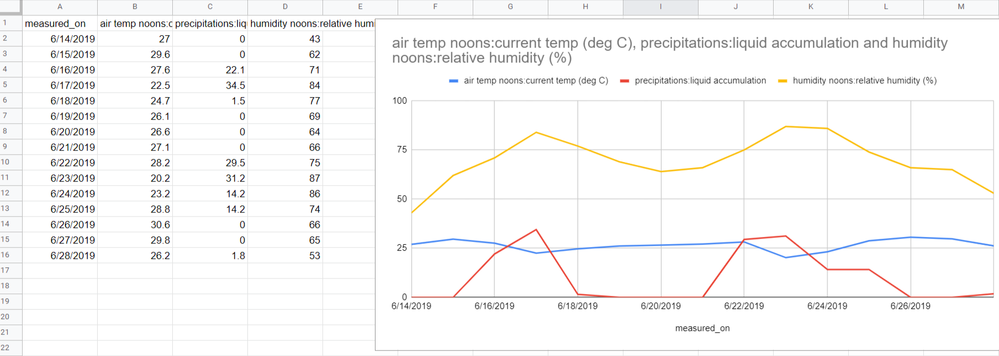 A B C D E F G H I J K L M
1 measured_on air temp noons:c precipitations:liq humidity noons:relative humi
2 6/14/2019 27 0 43
3 6/15/2019 29.6 0 62
4 6/16/2019 27.6 22.1 71
5 6/17/2019 22.5 34.5 84
6 6/18/2019 24.7 1.5 77
7 6/19/2019 26.1 0 69
8 6/20/2019 26.6 0 64
9 6/21/2019 27.1 0 66
10 6/22/2019 28.2 29.5 75
11 6/23/2019 20.2 31.2 87
12 6/24/2019 23.2 14.2 86
13 6/25/2019 28.8 14.2 74
14 6/26/2019 30.6 0 66
15 6/27/2019 29.8 0 65
16 6/28/2019 26.2 1.8 53
17
18
19
20
21
22
air temp noons:current temp (deg C), precipitations:liquid accumulation and humidity
noons:relative humidity (%)
air temp noons:current temp (deg C) precipitations:liquid accumulation humidity noons:relative humidity (%)
100
75
50
25
0
6/14/2019 6/16/2019 6/18/2019 6/20/2019 6/22/2019 6/24/2019 6/26/2019
measured_on